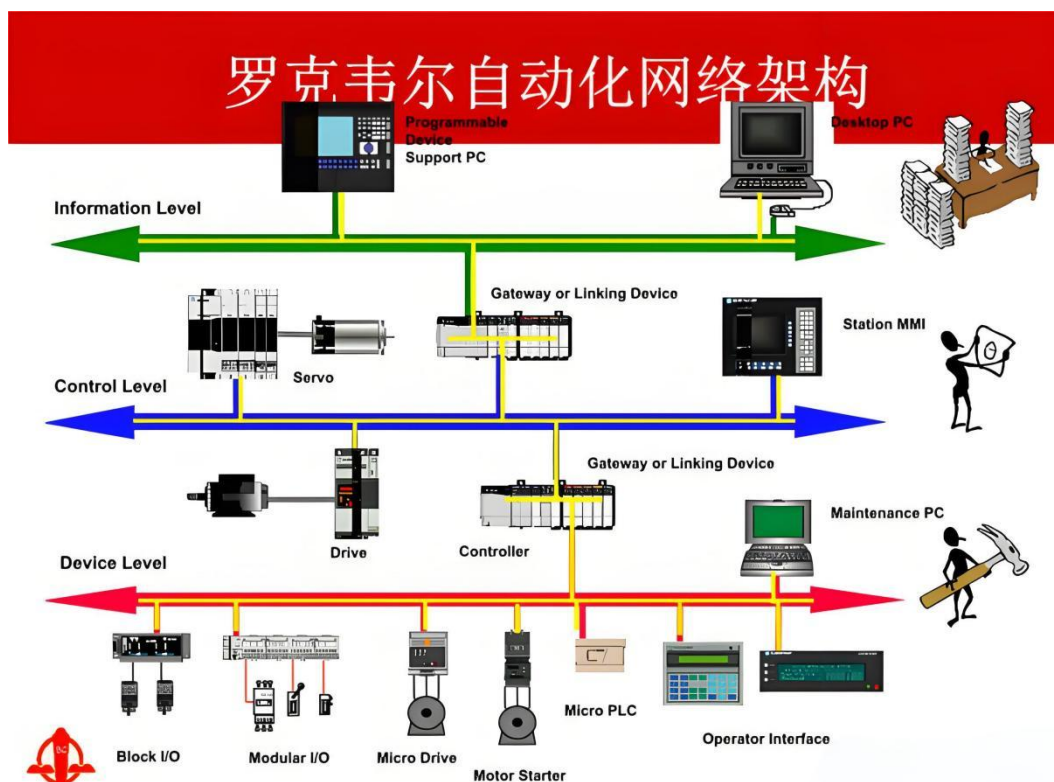 罗克韦尔自动化网络架构
Programmable
Device
Support PC
Desktop PC
Information Level
Gateway or Linking Device
Station MMI
Servo
Control Level
Gateway or Linking Device
Maintenance PC
Drive
Controller
Device Level
Micro PLC
Block I/O
Modular I/O
Micro Drive
Motor Starter
Operator Interface